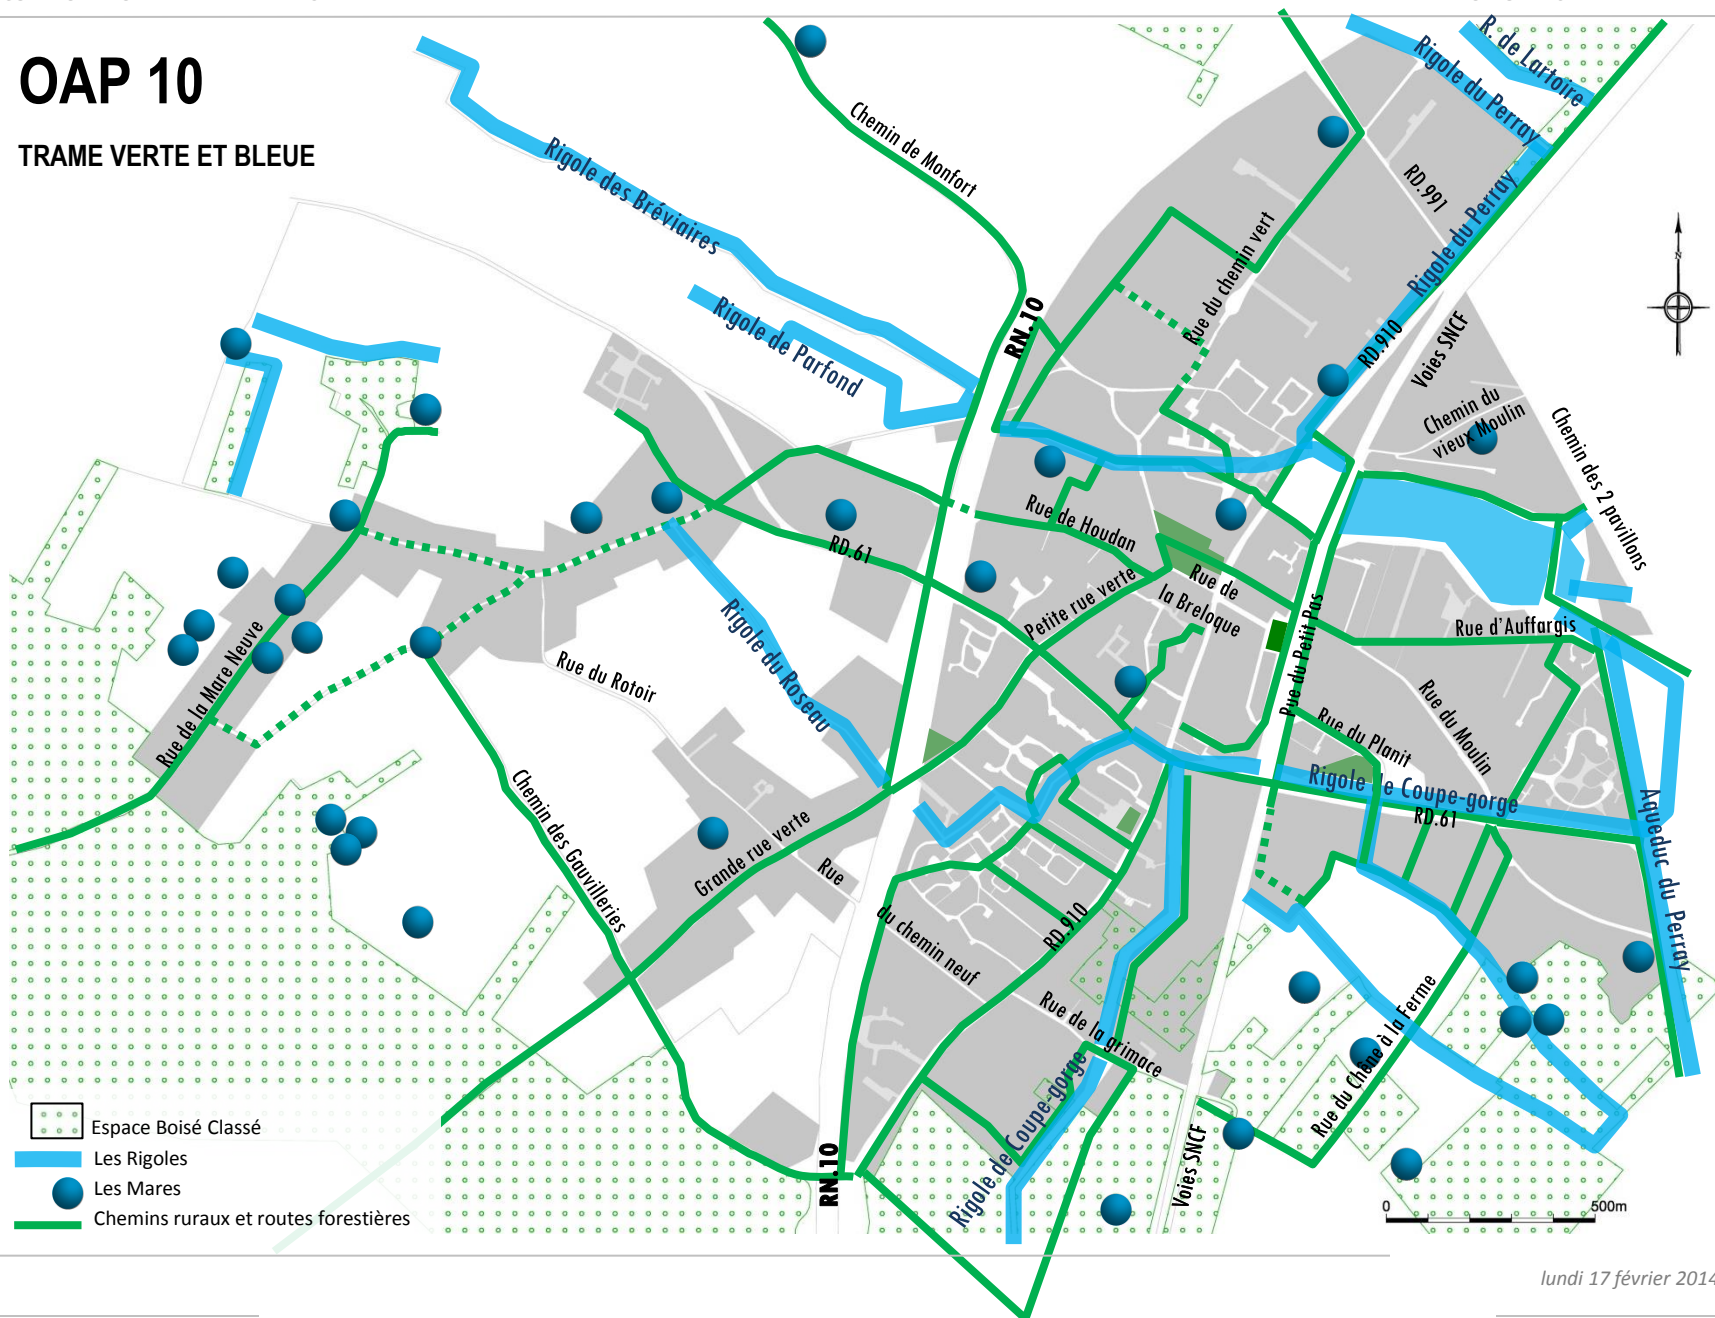 OAP 10
TRAME VERTE ET BLEUE
R. de Lartoire
Rigole du Perray
Chemin de Monfort
Rigole des Bréviaires
RD.991
Rigole du Perray
Rue du chemin vert
N
Rigole de Parfond
RN.10
RD.910
Voies SNCF
Chemin du
vieux Moulin
Chemin des 2 pavillons
Rue de Houdan
RD.61
Petite rue verte
Rue de
la Breloque
Rue du Petit Pas
Rue d'Auffargis
Rigole du Roseau
Rue du Rotoir
Rue de la Mare Neuve
Rue du Moulin
Rue du Planit
Rigole de Coupe-gorge
RD.61
Aqueduc du Perray
Chemin des Gauvilleries
Grande rue verte
Rue
du chemin neuf
RD.910
Rue de la grimace
Rigole de Coupe-gorge
Rue du Chêne à la Ferme
Voies SNCF
RN.10
Espace Boisé Classé
Les Rigoles
Les Mares
Chemins ruraux et routes forestières
0 500m
lundi 17 février 2014